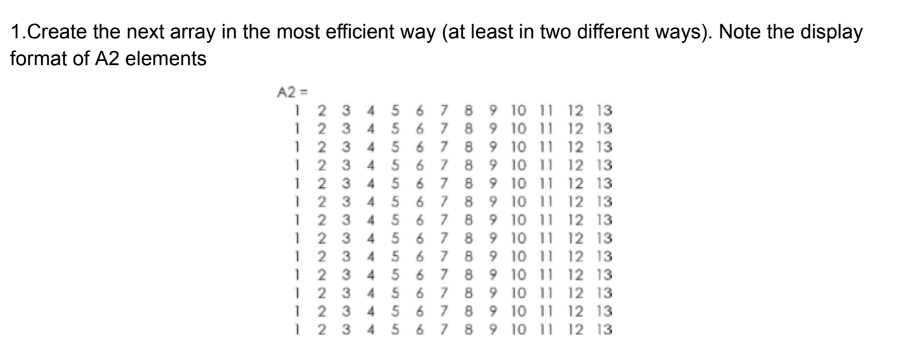 1.Create the next array in the most efficient way (at least in two different ways). Note the display
format of A2 elements
A2 =
1 2 3 4 5 6 7 8 9 10 11 12 13
1 2 3 4 5 6 7 8 9 10 11 12 13
1 2 3 4 5 6 7 8 9 10 11 12 13
1 2 3 4 5 6 7 8 9 10 11 12 13
1 2 3 4 5 6 7 8 9 10 11 12 13
1 2 3 4 5 6 7 8 9 10 11 12 13
1 2 3 4 5 6 7 8 9 10 11 12 13
1 2 3 4 5 6 7 8 9 10 11 12 13
1 2 3 4 5 6 7 8 9 10 11 12 13
1 2 3 4 5 6 7 8 9 10 11 12 13
1 2 3 4 5 6 7 8 9 10 11 12 13
1 2 3 4 5 6 7 8 9 10 11 12 13
1 2 3 4 5 6 7 8 9 10 11 12 13